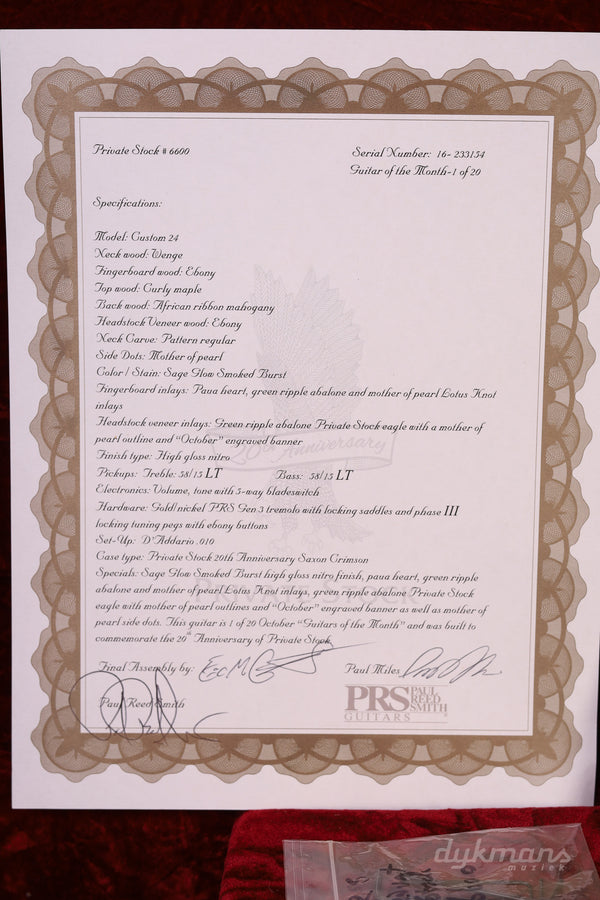 Private Stock # 6600
Serial Number: 16- 233154
Guitar of the Month-1 of 20
Specifications:
Model: Custom 24
Neck wood: Wenge
Fingerboard wood: Ebony
Top wood: Curly maple
Back wood: African ribbon mahogany
Headstock Veneer wood: Ebony
Neck Carve: Pattern regular
Side Dots: Mother of pearl
Color / Stain: Sage Glow Smoked Burst
Fingerboard inlays: Paua heart, green ripple abalone and mother of pearl Lotus Knot
inlays
Headstock veneer inlays: Green ripple abalone Private Stock eagle with a mother of
pearl outline and "October" engraved banner
20th Anniversary
Finish type: High gloss nitro
Pickups: Treble: 58/15 LT Bass: 58/15 LT
Electronics: Volume, tone with 5-way bladeswitch
Hardware: Gold/nickel PRS Gen 3 tremolo with locking saddles and phase III
locking tuning pegs with ebony buttons
Set-Up: D'Addario .010
Case type: Private Stock 20th Anniversary Saxon Crimson
Specials: Sage Glow Smoked Burst high gloss nitro finish, paua heart, green ripple
abalone and mother of pearl Lotus Knot inlays, green ripple abalone Private Stock
eagle with mother of pearl outlines and "October" engraved banner as well as mother of
pearl side dots. This guitar is 1 of 20 October "Guitars of the Month" and was built to
commemorate the 20th Anniversary of Private Stock.
Final Assembly by:
Paul Miles
Paul Reed Smith
PRS PAUL REED SMITH
GUITARS
dykmans
muziek